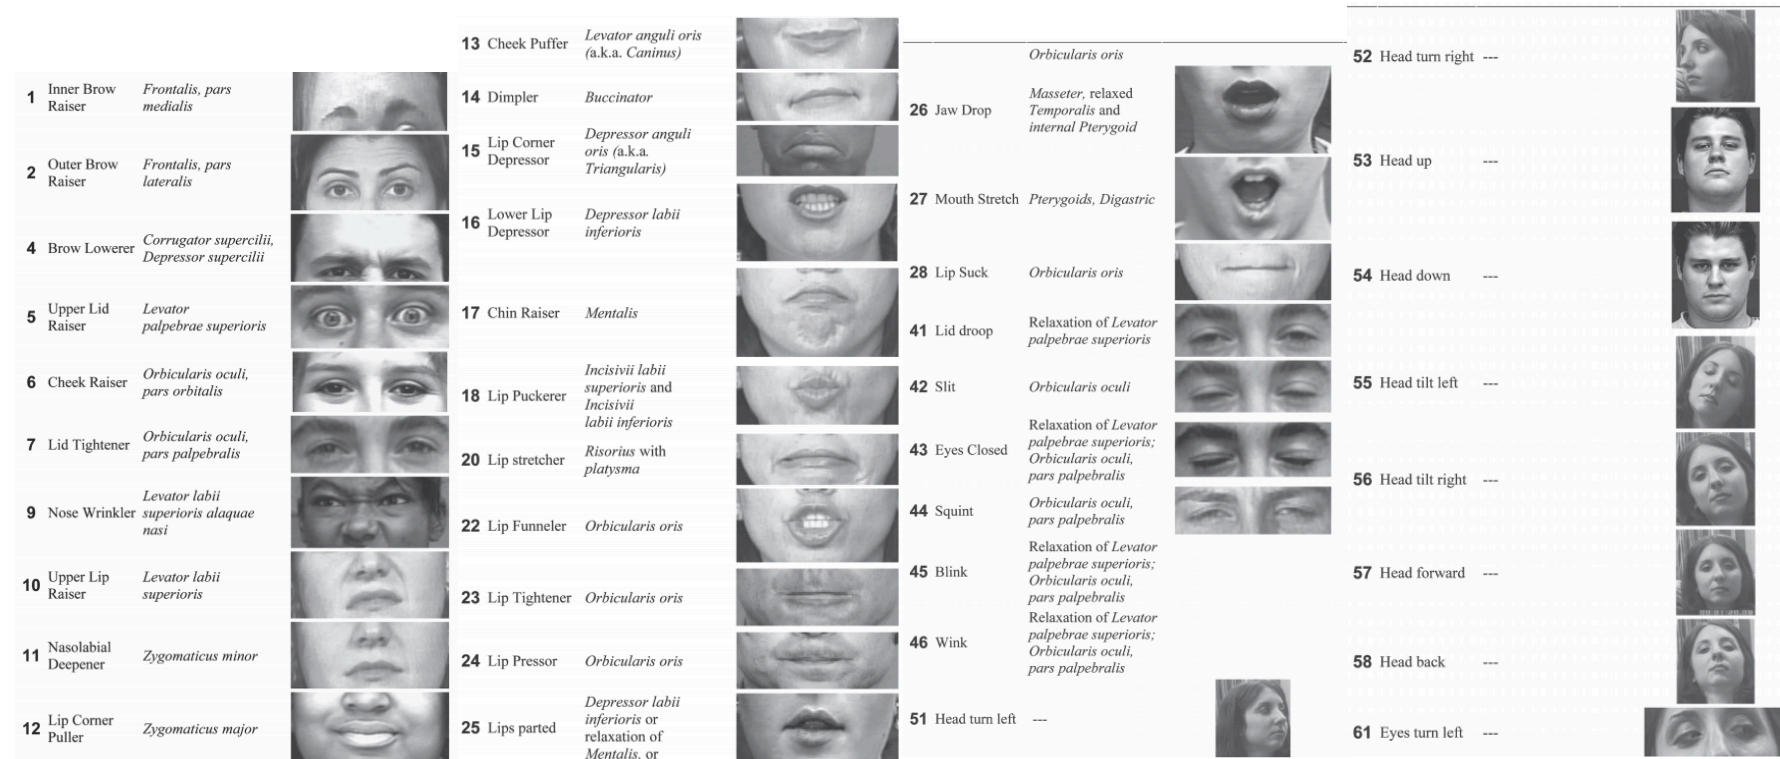 1 Inner Brow Raiser Frontalis, pars medialis
2 Outer Brow Raiser Frontalis, pars lateralis
4 Brow Lowerer Corrugator supercilii, Depressor supercilii
5 Upper Lid Raiser Levator palpebrae superioris
6 Cheek Raiser Orbicularis oculi, pars orbitalis
7 Lid Tightener Orbicularis oculi, pars palpebralis
9 Nose Wrinkler Levator labii superioris alaquae nasi
10 Upper Lip Raiser Levator labii superioris
11 Nasolabial Deepener Zygomaticus minor
12 Lip Corner Puller Zygomaticus major
13 Cheek Puffer Levator anguli oris (a.k.a. Caninus)
14 Dimpler Buccinator
15 Lip Corner Depressor Depressor anguli oris (a.k.a. Triangularis)
16 Lower Lip Depressor Depressor labii inferioris
17 Chin Raiser Mentalis
18 Lip Puckerer Incisivii labii superioris and Incisivii labii inferioris
20 Lip stretcher Risorius with platysma
22 Lip Funneler Orbicularis oris
23 Lip Tightener Orbicularis oris
24 Lip Pressor Orbicularis oris
25 Lips parted Depressor labii inferioris or relaxation of Mentalis, or
Orbicularis oris
26 Jaw Drop Masseter, relaxed Temporalis and internal Pterygoid
27 Mouth Stretch Pterygoids, Digastric
28 Lip Suck Orbicularis oris
41 Lid droop Relaxation of Levator palpebrae superioris
42 Slit Orbicularis oculi
43 Eyes Closed Relaxation of Levator palpebrae superioris; Orbicularis oculi, pars palpebralis
44 Squint Orbicularis oculi, pars palpebralis
45 Blink Relaxation of Levator palpebrae superioris; Orbicularis oculi, pars palpebralis
46 Wink Relaxation of Levator palpebrae superioris; Orbicularis oculi, pars palpebralis
51 Head turn left ---
52 Head turn right ---
53 Head up ---
54 Head down ---
55 Head tilt left ---
56 Head tilt right ---
57 Head forward ---
58 Head back ---
61 Eyes turn left ---